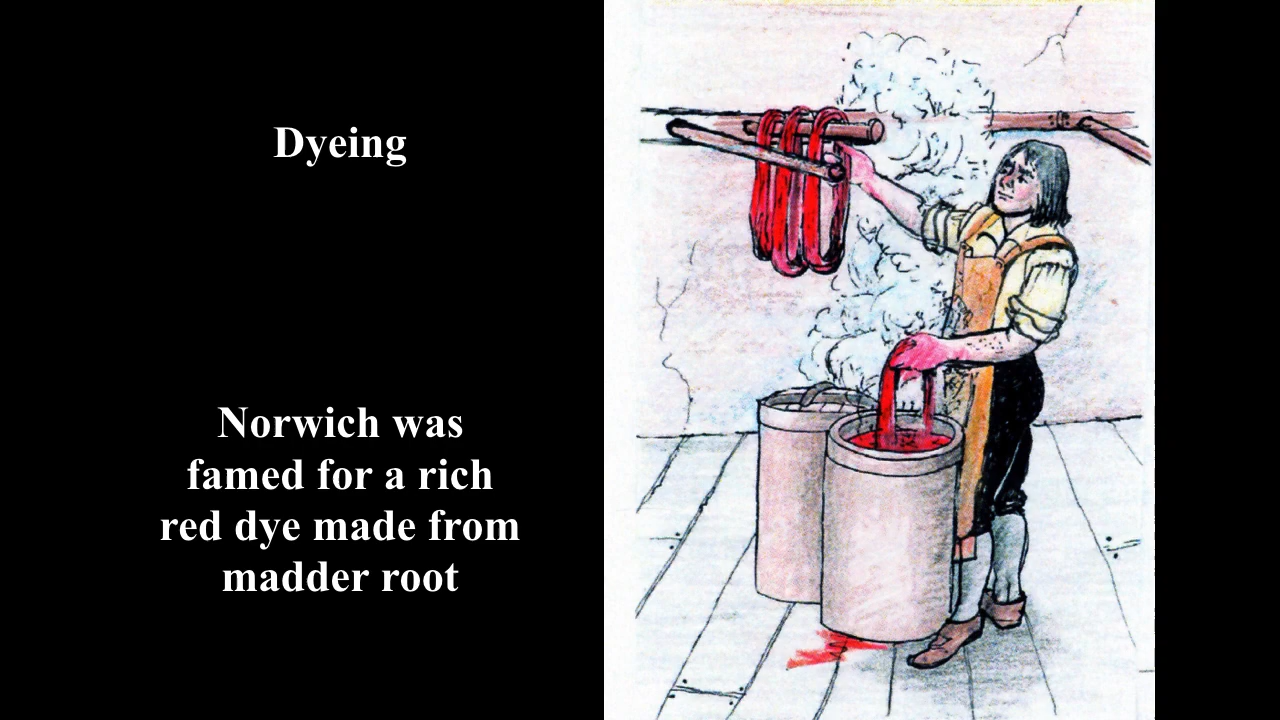 Dyeing
Norwich was
famed for a rich
red dye made from
madder root